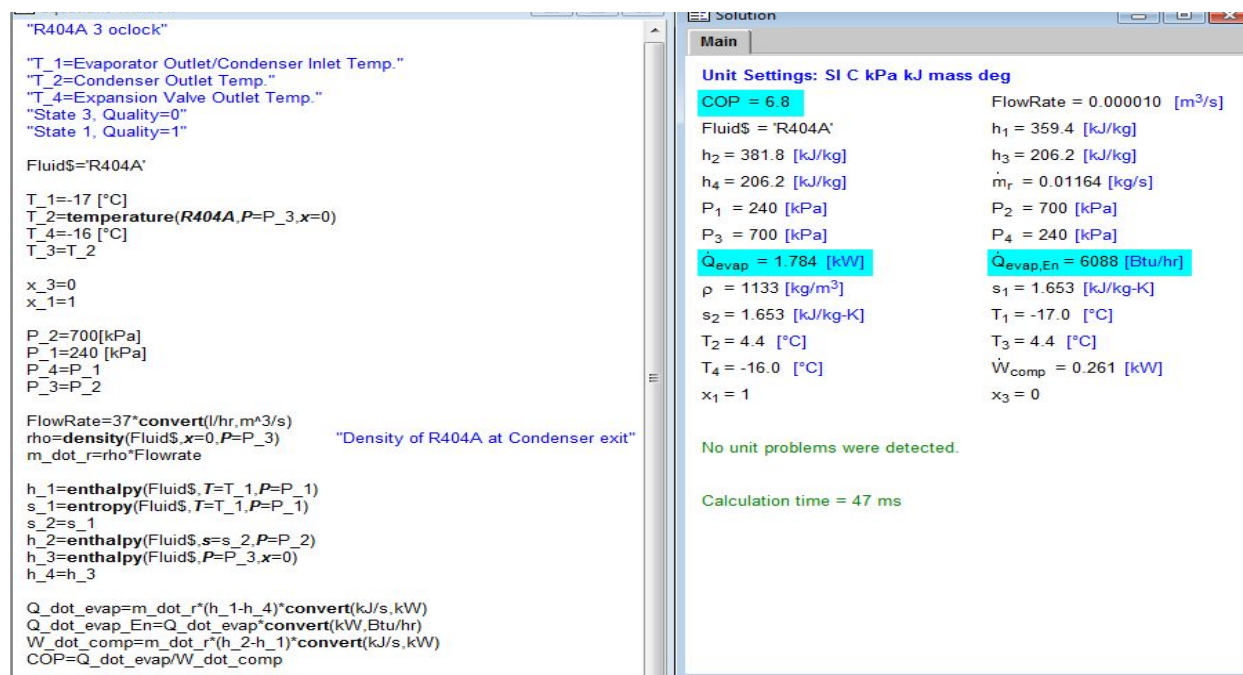 "R404A 3 oclock"
"T_1=Evaporator Outlet/Condenser Inlet Temp."
"T_2=Condenser Outlet Temp."
"T_4=Expansion Valve Outlet Temp."
"State 3, Quality=0"
"State 1, Quality=1"
Fluid$='R404A'
T_1=-17 [°C]
T_2=temperature(R404A,P=P_3,x=0)
T_4=-16 [°C]
T_3=T_2
x_3=0
x_1=1
P_2=700[kPa]
P_1=240 [kPa]
P_4=P_1
P_3=P_2
FlowRate=37*convert(l/hr,m^3/s)
rho=density(Fluid$,x=0,P=P_3) "Density of R404A at Condenser exit"
m_dot_r=rho*Flowrate
h_1=enthalpy(Fluid$,T=T_1,P=P_1)
s_1=entropy(Fluid$,T=T_1,P=P_1)
s_2=s_1
h_2=enthalpy(Fluid$,s=s_2,P=P_2)
h_3=enthalpy(Fluid$,P=P_3,x=0)
h_4=h_3
Q_dot_evap=m_dot_r*(h_1-h_4)*convert(kJ/s,kW)
Q_dot_evap_En=Q_dot_evap*convert(kW,Btu/hr)
W_dot_comp=m_dot_r*(h_2-h_1)*convert(kJ/s,kW)
COP=Q_dot_evap/W_dot_comp
Solution
Main
Unit Settings: SI C kPa kJ mass deg
COP = 6.8 FlowRate = 0.000010 [m³/s]
Fluid$ = 'R404A' h₁ = 359.4 [kJ/kg]
h₂ = 381.8 [kJ/kg] h₃ = 206.2 [kJ/kg]
h₄ = 206.2 [kJ/kg] ṁᵣ = 0.01164 [kg/s]
P₁ = 240 [kPa] P₂ = 700 [kPa]
P₃ = 700 [kPa] P₄ = 240 [kPa]
Q̇evap = 1.784 [kW] Q̇evap,En = 6088 [Btu/hr]
ρ = 1133 [kg/m³] s₁ = 1.653 [kJ/kg-K]
s₂ = 1.653 [kJ/kg-K] T₁ = -17.0 [°C]
T₂ = 4.4 [°C] T₃ = 4.4 [°C]
T₄ = -16.0 [°C] Ẇcomp = 0.261 [kW]
x₁ = 1 x₃ = 0
No unit problems were detected.
Calculation time = 47 ms